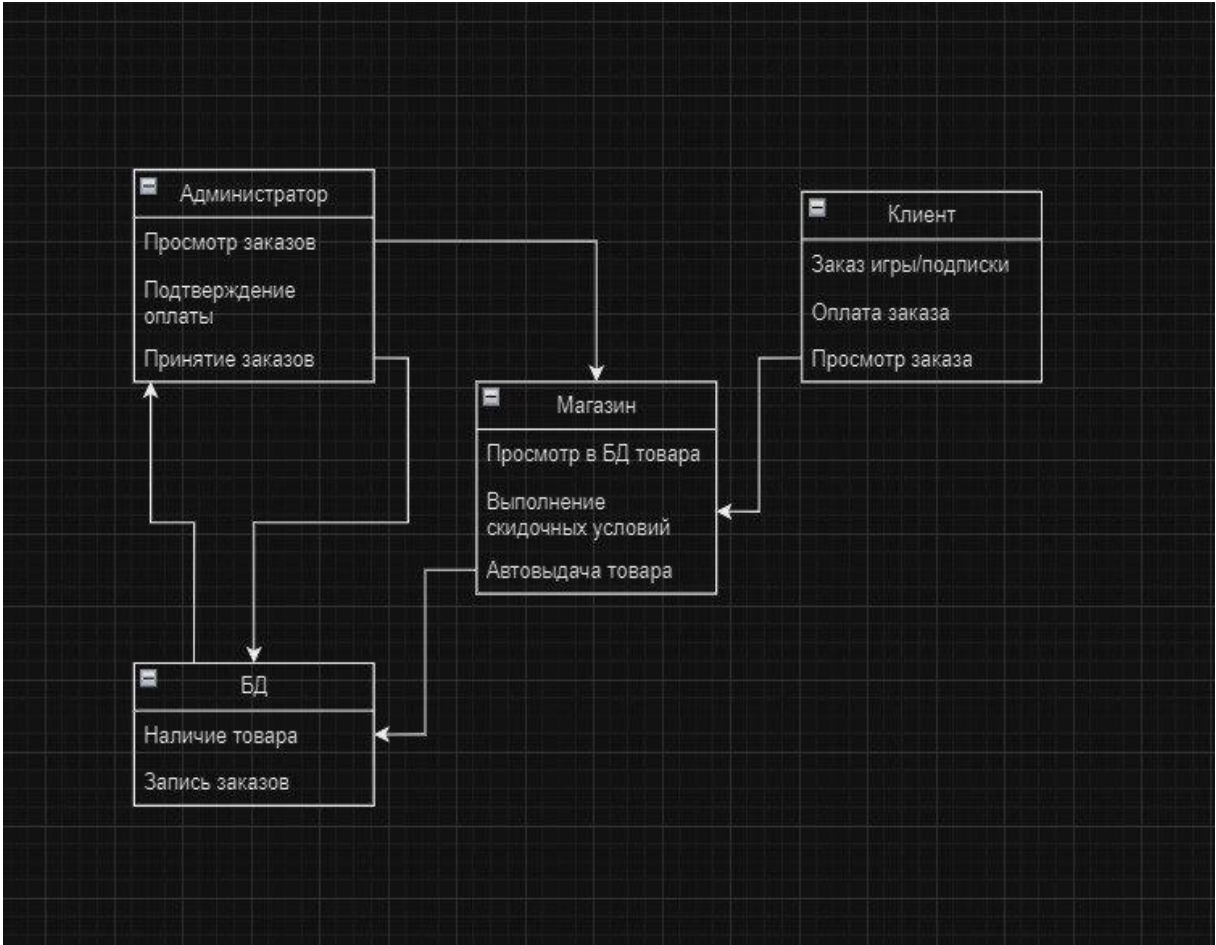 Администратор
Просмотр заказов
Подтверждение
оплаты
Принятие заказов
Клиент
Заказ игры/подписки
Оплата заказа
Просмотр заказа
Магазин
Просмотр в БД товара
Выполнение
скидочных условий
Автовыдача товара
БД
Наличие товара
Запись заказов